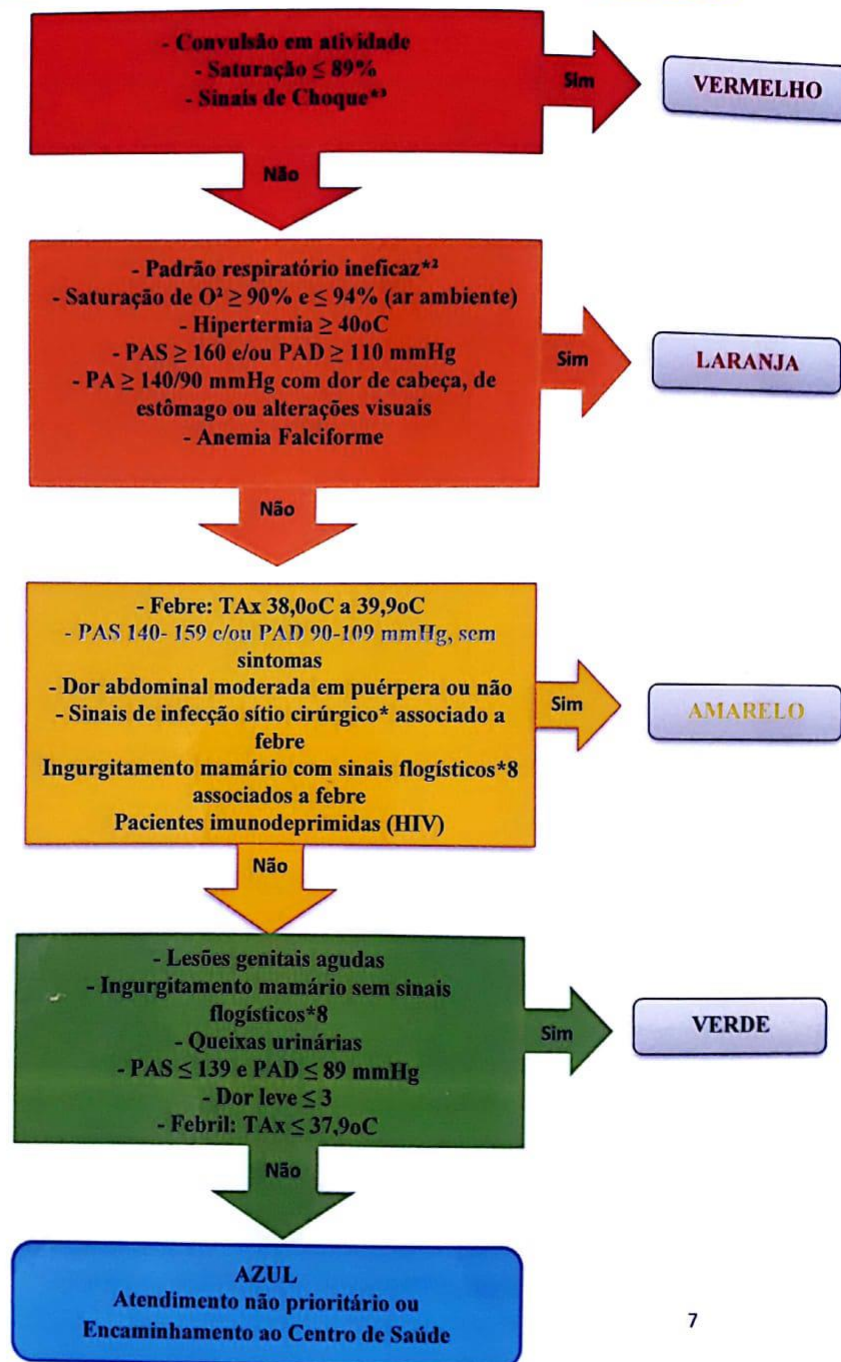 - Convulsão em atividade
- Saturação ≤ 89%
- Sinais de Choque*³
Sim
VERMELHO
Não
- Padrão respiratório ineficaz*²
- Saturação de O² ≥ 90% e ≤ 94% (ar ambiente)
- Hipertermia ≥ 40oC
- PAS ≥ 160 e/ou PAD ≥ 110 mmHg
- PA ≥ 140/90 mmHg com dor de cabeça, de
estômago ou alterações visuais
- Anemia Falciforme
Sim
LARANJA
Não
- Febre: TAx 38,0oC a 39,9oC
- PAS 140- 159 e/ou PAD 90-109 mmHg, sem
sintomas
- Dor abdominal moderada em puérpera ou não
- Sinais de infecção sítio cirúrgico* associado a
febre
Ingurgitamento mamário com sinais flogísticos*8
associados a febre
Pacientes imunodeprimidas (HIV)
Sim
AMARELO
Não
- Lesões genitais agudas
- Ingurgitamento mamário sem sinais
flogísticos*8
- Queixas urinárias
- PAS ≤ 139 e PAD ≤ 89 mmHg
- Dor leve ≤ 3
- Febril: TAx ≤ 37,9oC
Sim
VERDE
Não
AZUL
Atendimento não prioritário ou
Encaminhamento ao Centro de Saúde
7